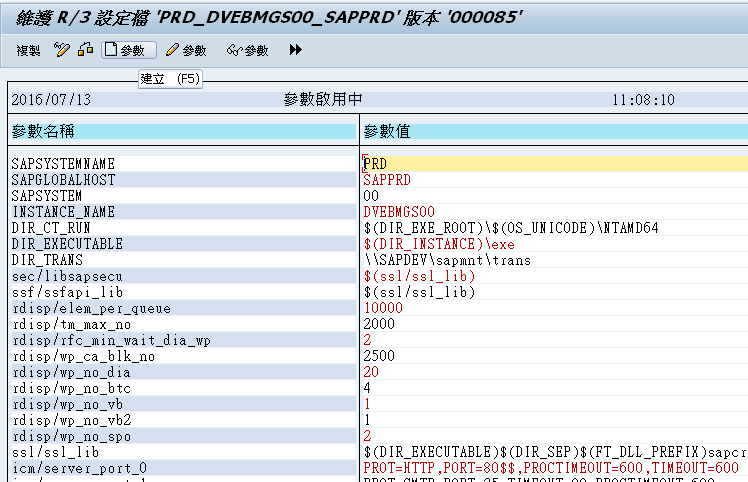 維護 R/3 設定檔 'PRD_DVEBMGS00_SAPPRD' 版本 '000085'
複製 參數 參數 參數
建立 (F5)
2016/07/13 參數啟用中 11:08:10
參數名稱 參數值
SAPSYSTEMNAME PRD
SAPGLOBALHOST SAPPRD
SAPSYSTEM 00
INSTANCE_NAME DVEBMGS00
DIR_CT_RUN $(DIR_EXE_ROOT)\$(OS_UNICODE)\NTAMD64
DIR_EXECUTABLE $(DIR_INSTANCE)\exe
DIR_TRANS \\SAPDEV\sapmnt\trans
sec/libsapsecu $(ssl/ssl_lib)
ssf/ssfapi_lib $(ssl/ssl_lib)
rdisp/elem_per_queue 10000
rdisp/tm_max_no 2000
rdisp/rfc_min_wait_dia_wp 2
rdisp/wp_ca_blk_no 2500
rdisp/wp_no_dia 20
rdisp/wp_no_btc 4
rdisp/wp_no_vb 1
rdisp/wp_no_vb2 1
rdisp/wp_no_spo 2
ssl/ssl_lib $(DIR_EXECUTABLE)$(DIR_SEP)$(FT_DLL_PREFIX)sapcr
icm/server_port_0 PROT=HTTP,PORT=80$$,PROCTIMEOUT=600,TIMEOUT=600